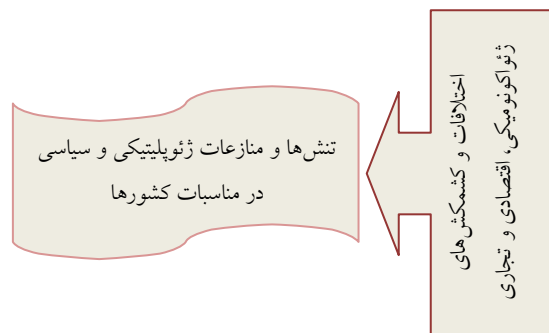 اختلافات و کشمکش‌های
ژئواکونومیکی، اقتصادی و تجاری
تنش‌ها و منازعات ژئوپلیتیکی و سیاسی
در مناسبات کشورها